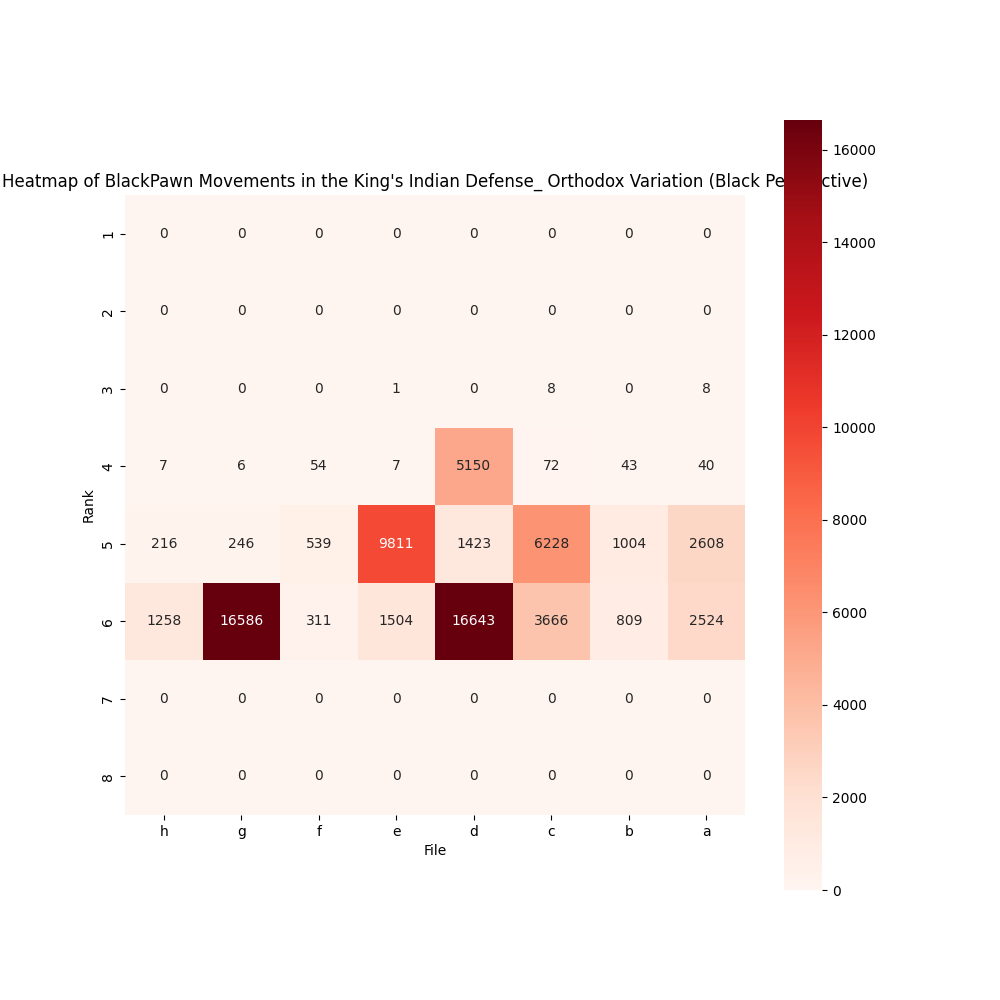 16000
Heatmap of BlackPawn Movements in the King's Indian Defense_ Orthodox Variation (Black Pe ctive)
14000
1 0 0 0 0 0 0 0 0
12000
2 0 0 0 0 0 0 0 0
10000
3 0 0 0 1 0 8 0 8
4 7 6 54 7 5150 72 43 40
8000
Rank
5 216 246 539 9811 1423 6228 1004 2608
6000
6 1258 16586 311 1504 16643 3666 809 2524
4000
7 0 0 0 0 0 0 0 0
2000
8 0 0 0 0 0 0 0 0
h g f e d c b a
File
0